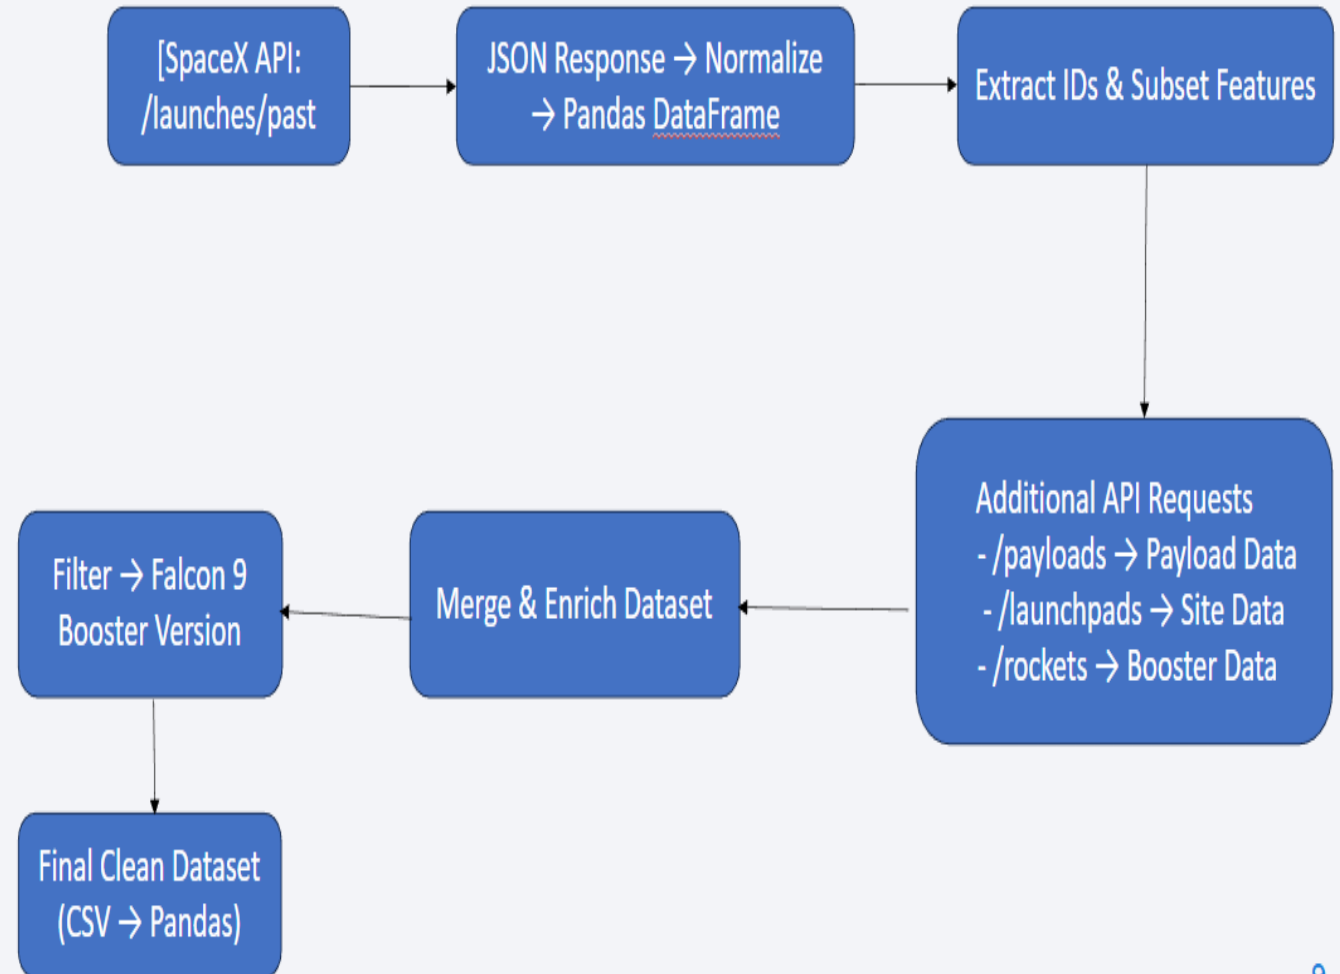 [SpaceX API:
/launches/past
JSON Response → Normalize
→ Pandas DataFrame
Extract IDs & Subset Features
Additional API Requests
- /payloads → Payload Data
- /launchpads → Site Data
- /rockets → Booster Data
Merge & Enrich Dataset
Filter → Falcon 9
Booster Version
Final Clean Dataset
(CSV → Pandas)